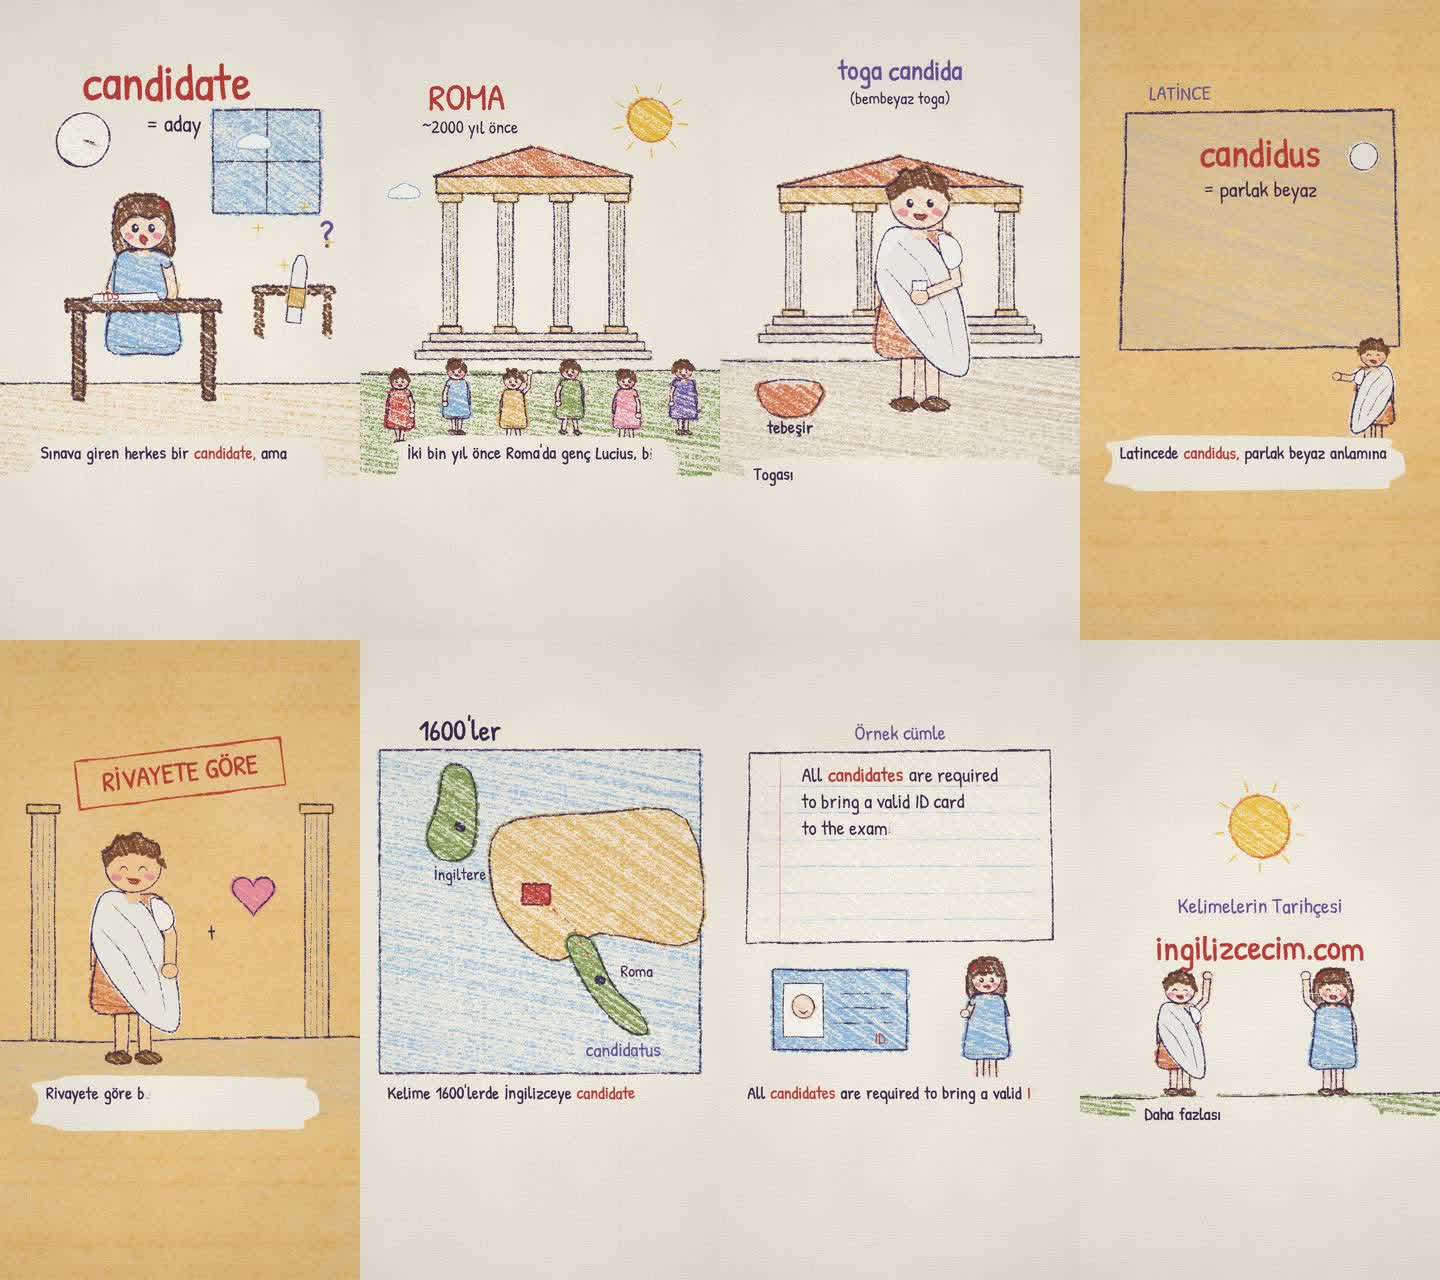 candidate
= aday
?
YDS
Sınava giren herkes bir candidate, ama
ROMA
~2000 yıl önce
İki bin yıl önce Roma'da genç Lucius, b
toga candida
(bembeyaz toga)
tebeşir
Togası
LATİNCE
candidus
= parlak beyaz
Latincede candidus, parlak beyaz anlamına
RİVAYETE GÖRE
Rivayete göre b
1600'ler
İngiltere
Roma
candidatus
Kelime 1600'lerde İngilizceye candidate
Örnek cümle
All candidates are required
to bring a valid ID card
to the exam
ID
All candidates are required to bring a valid I
Kelimelerin Tarihçesi
ingilizcecim.com
Daha fazlası